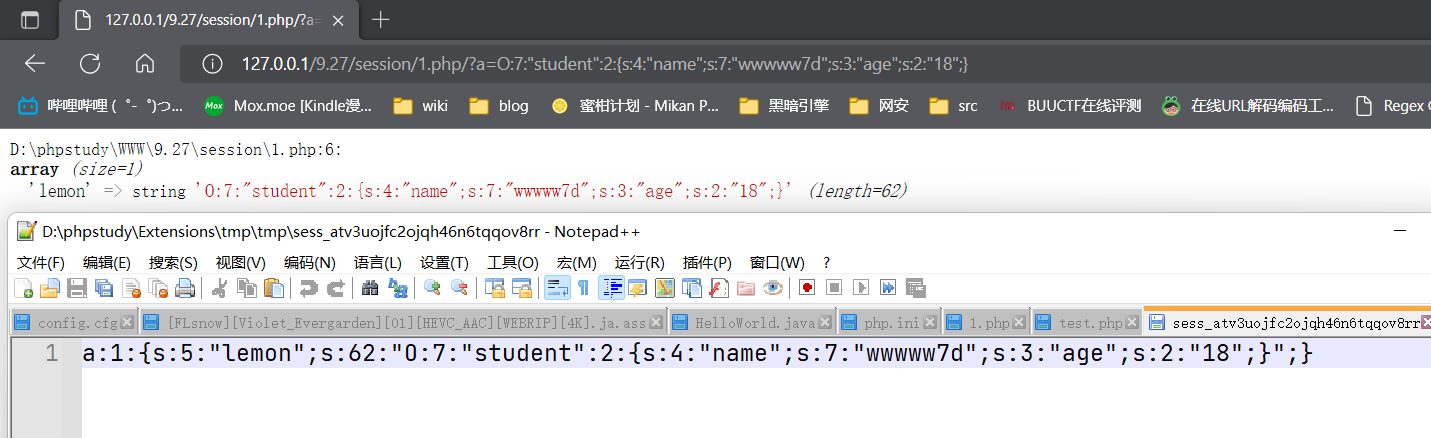 127.0.0.1/9.27/session/1.php/?a=
127.0.0.1/9.27/session/1.php/?a=O:7:"student":2:{s:4:"name";s:7:"wwwww7d";s:3:"age";s:2:"18";}
哔哩哔哩 (゜-゜)つ... Mox.moe [Kindle漫... wiki blog 蜜柑计划 - Mikan P... 黑暗引擎 网安 src BUUCTF在线评测 在线URL解码编码工... Regex
D:\phpstudy\WWW\9.27\session\1.php:6:
array (size=1)
'lemon' => string 'O:7:"student":2:{s:4:"name";s:7:"wwwww7d";s:3:"age";s:2:"18";}' (length=62)
D:\phpstudy\Extensions\tmp\tmp\sess_atv3uojfc2ojqh46n6tqqov8rr - Notepad++
文件(F) 编辑(E) 搜索(S) 视图(V) 编码(N) 语言(L) 设置(T) 工具(O) 宏(M) 运行(R) 插件(P) 窗口(W) ?
config.cfg [FLsnow][Violet_Evergarden][01][HEVC_AAC][WEBRIP][4K].ja.ass HelloWorld.java php.ini 1.php test.php sess_atv3uojfc2ojqh46n6tqqov8rr
1 a:1:{s:5:"lemon";s:62:"O:7:"student":2:{s:4:"name";s:7:"wwwww7d";s:3:"age";s:2:"18";}";}